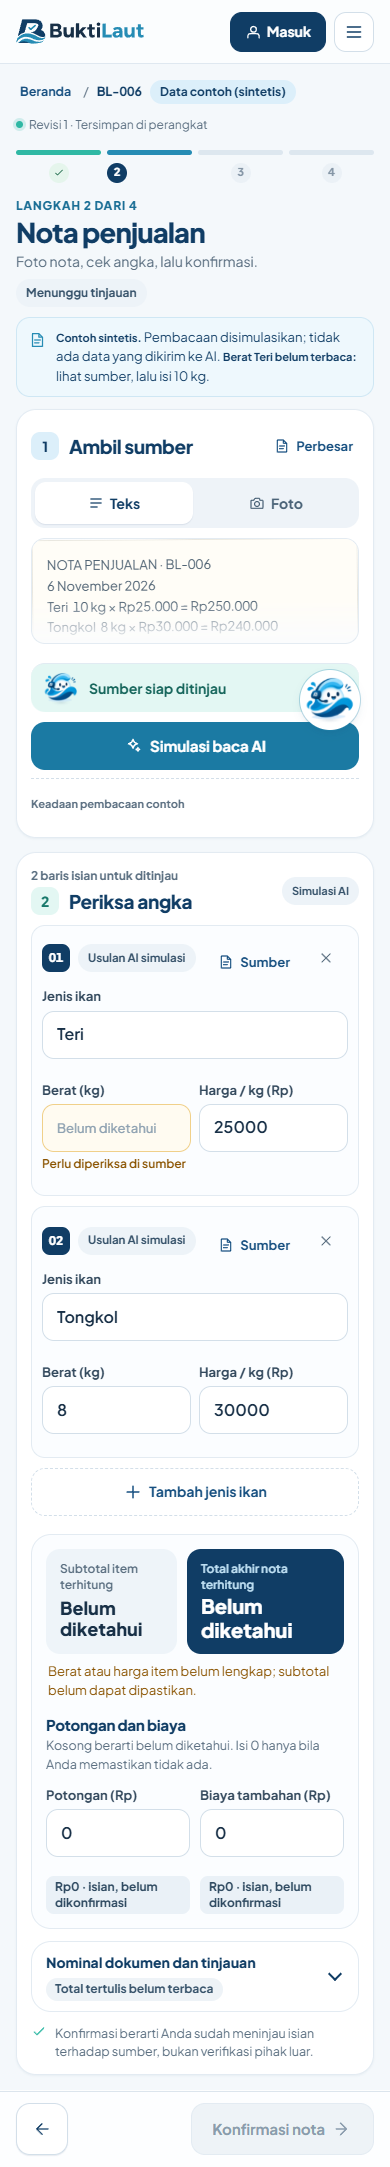 BuktiLaut
Masuk
Beranda / BL-006 Data contoh (sintetis)
Revisi 1 · Tersimpan di perangkat
2 3 4
LANGKAH 2 DARI 4
Nota penjualan
Foto nota, cek angka, lalu konfirmasi.
Menunggu tinjauan
Contoh sintetis. Pembacaan disimulasikan; tidak
ada data yang dikirim ke AI. Berat Teri belum terbaca:
lihat sumber, lalu isi 10 kg.
1 Ambil sumber Perbesar
Teks Foto
NOTA PENJUALAN · BL-006
6 November 2026
Teri 10 kg × Rp25.000 = Rp250.000
Tongkol 8 kg × Rp30.000 = Rp240.000
Sumber siap ditinjau
Simulasi baca AI
Keadaan pembacaan contoh
2 baris isian untuk ditinjau
2 Periksa angka Simulasi AI
01 Usulan AI simulasi Sumber
Jenis ikan
Teri
Berat (kg) Harga / kg (Rp)
Belum diketahui 25000
Perlu diperiksa di sumber
02 Usulan AI simulasi Sumber
Jenis ikan
Tongkol
Berat (kg) Harga / kg (Rp)
8 30000
Tambah jenis ikan
Subtotal item
terhitung
Belum
diketahui
Total akhir nota
terhitung
Belum
diketahui
Berat atau harga item belum lengkap; subtotal
belum dapat dipastikan.
Potongan dan biaya
Kosong berarti belum diketahui. Isi 0 hanya bila
Anda memastikan tidak ada.
Potongan (Rp) Biaya tambahan (Rp)
0 0
Rp0 · isian, belum
dikonfirmasi
Rp0 · isian, belum
dikonfirmasi
Nominal dokumen dan tinjauan
Total tertulis belum terbaca
Konfirmasi berarti Anda sudah meninjau isian
terhadap sumber, bukan verifikasi pihak luar.
Konfirmasi nota